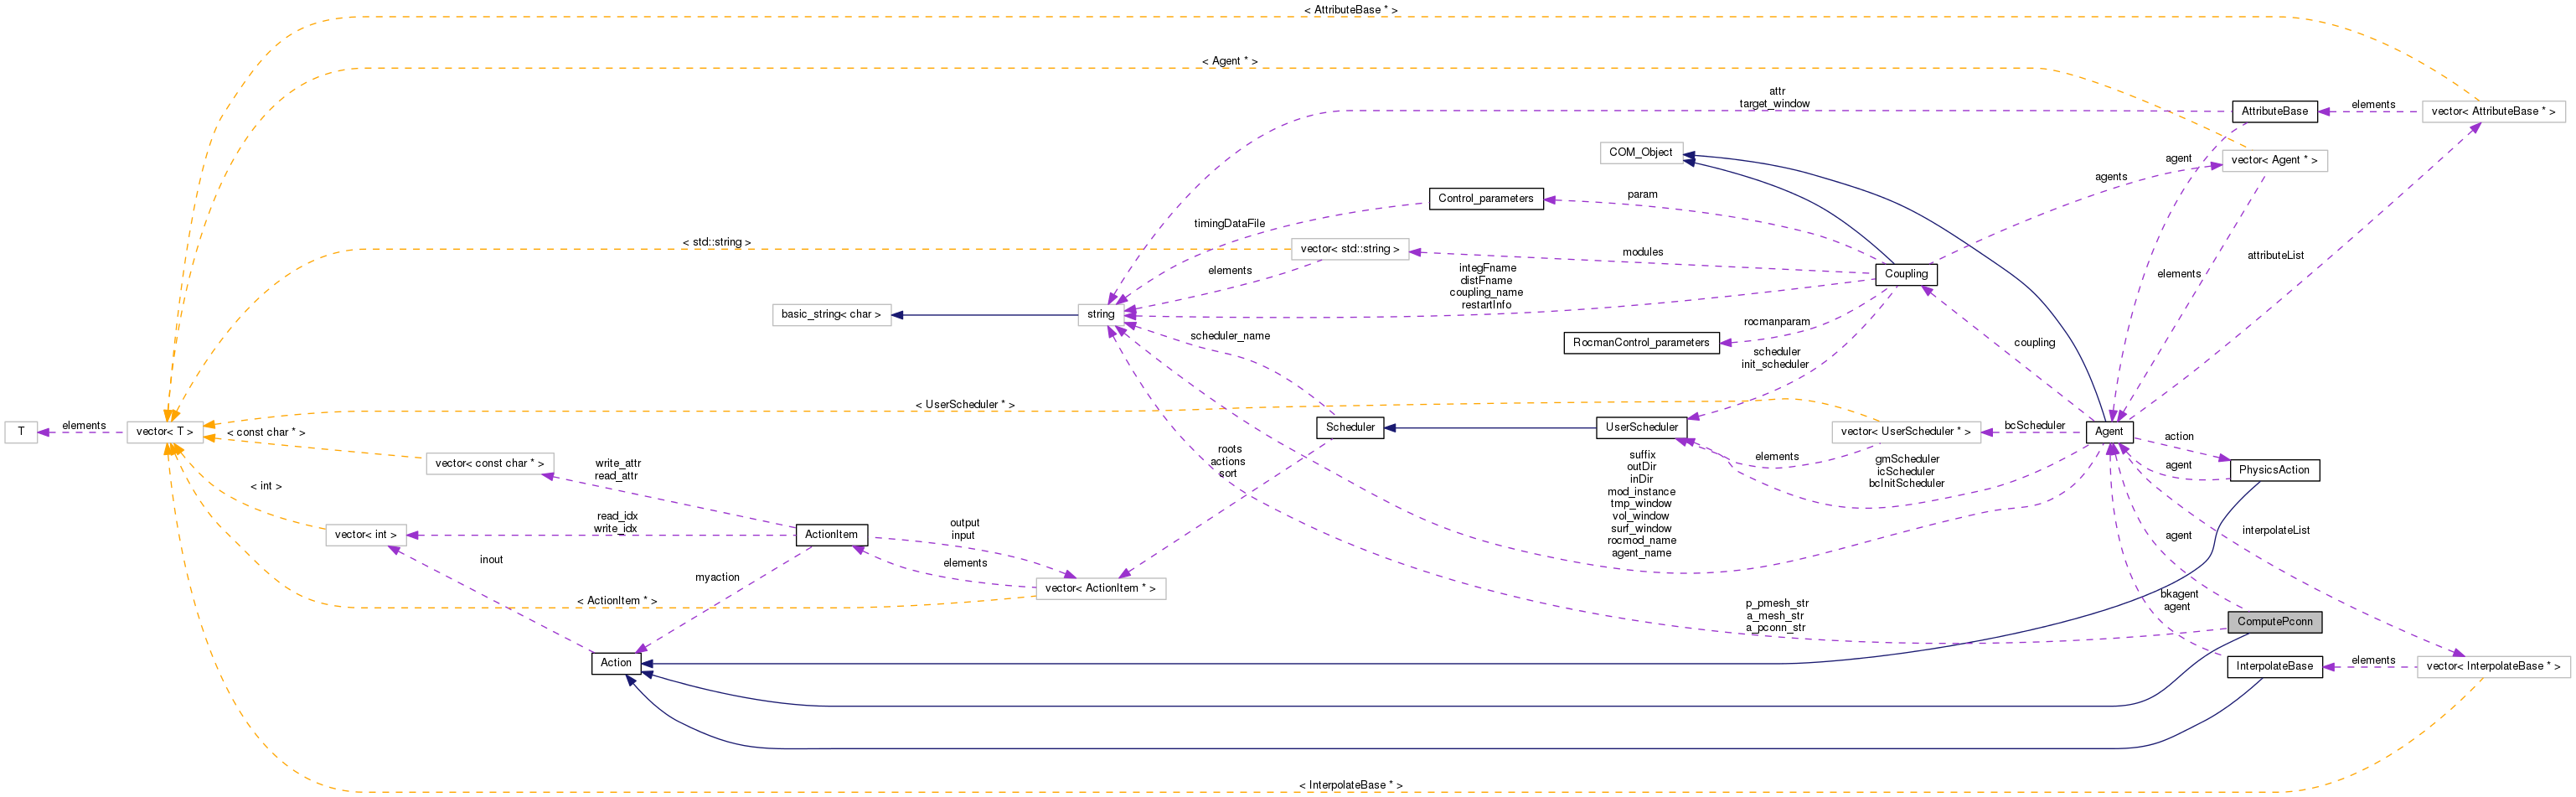 < AttributeBase * >
< Agent * >
attr
target_window
AttributeBase
elements
vector< AttributeBase * >
COM_Object
agent
vector< Agent * >
agents
Control_parameters
param
timingDataFile
< std::string >
vector< std::string >
modules
elements
integFname
distFname
coupling_name
restartInfo
Coupling
elements
attributeList
basic_string< char >
string
scheduler_name
RocmanControl_parameters
rocmanparam
scheduler
init_scheduler
coupling
< UserScheduler * >
T
elements
vector< T >
< const char * >
Scheduler
UserScheduler
vector< UserScheduler * >
bcScheduler
Agent
action
vector< const char * >
write_attr
read_attr
roots
actions
sort
suffix
outDir
inDir
mod_instance
tmp_window
vol_window
surf_window
rocmod_name
agent_name
elements
gmScheduler
icScheduler
bcInitScheduler
agent
PhysicsAction
< int >
vector< int >
read_idx
write_idx
ActionItem
output
input
agent
interpolateList
inout
myaction
elements
vector< ActionItem * >
< ActionItem * >
p_pmesh_str
a_mesh_str
a_pconn_str
bkagent
agent
ComputePconn
Action
InterpolateBase
elements
vector< InterpolateBase * >
< InterpolateBase * >